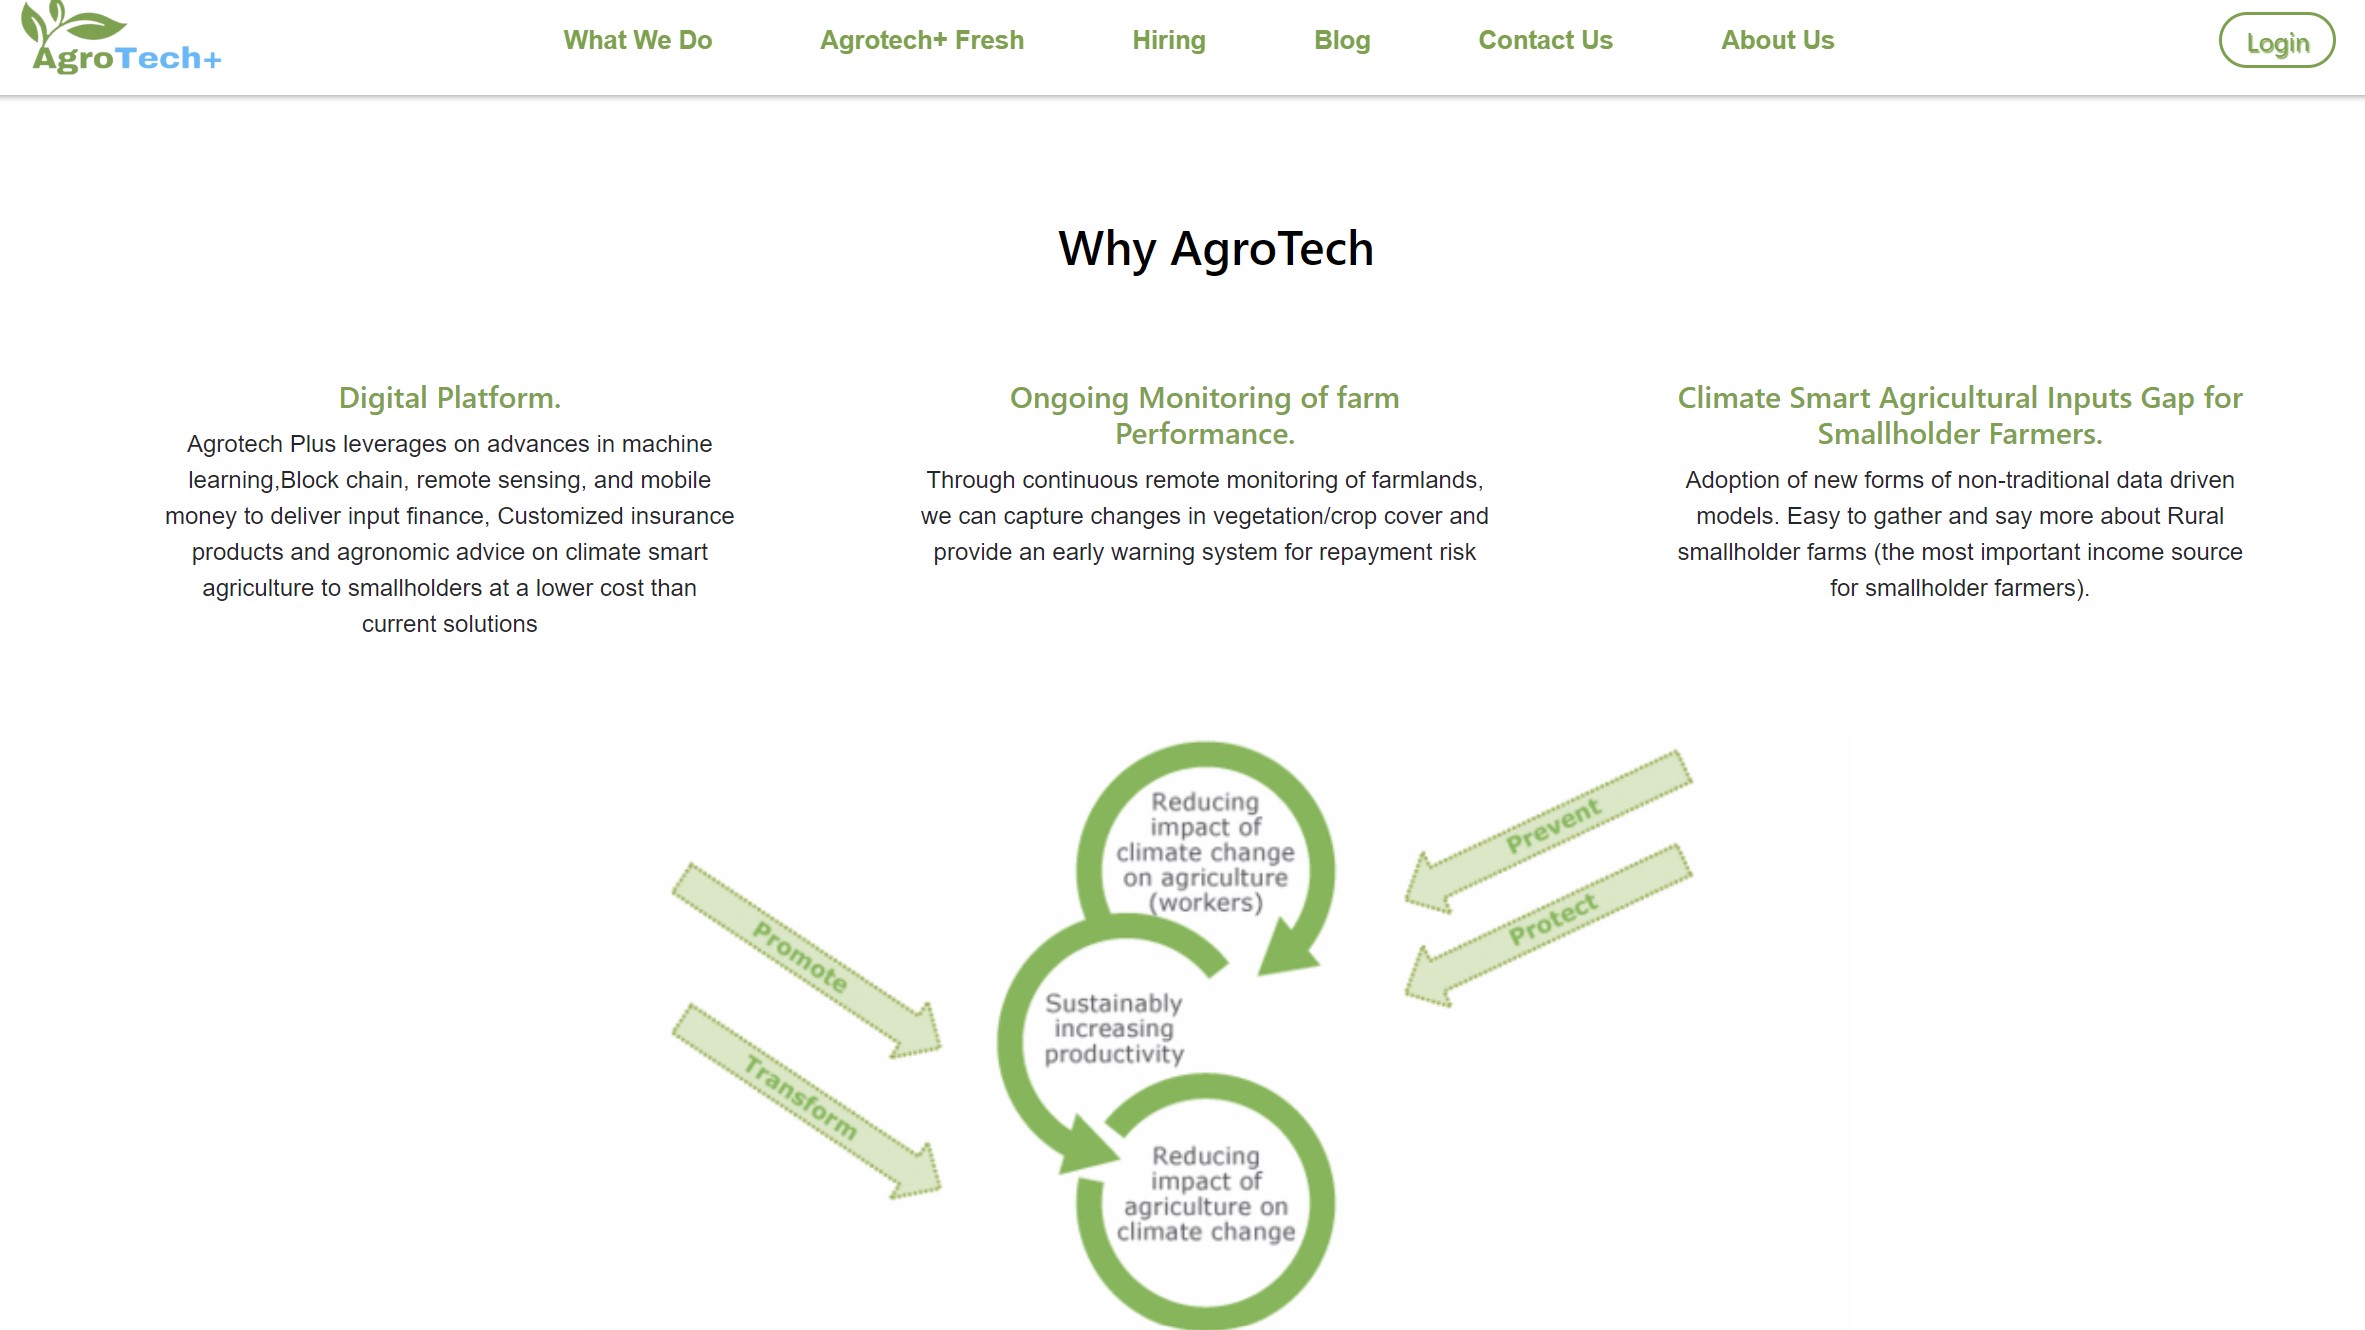 AgroTech+
What We Do
Agrotech+ Fresh
Hiring
Blog
Contact Us
About Us
Login
Why AgroTech
Digital Platform.
Agrotech Plus leverages on advances in machine
learning,Block chain, remote sensing, and mobile
money to deliver input finance, Customized insurance
products and agronomic advice on climate smart
agriculture to smallholders at a lower cost than
current solutions
Ongoing Monitoring of farm
Performance.
Through continuous remote monitoring of farmlands,
we can capture changes in vegetation/crop cover and
provide an early warning system for repayment risk
Climate Smart Agricultural Inputs Gap for
Smallholder Farmers.
Adoption of new forms of non-traditional data driven
models. Easy to gather and say more about Rural
smallholder farms (the most important income source
for smallholder farmers).
Reducing
impact of
climate change
on agriculture
(workers)
Prevent
Protect
Promote
Transform
Sustainably
increasing
productivity
Reducing
impact of
agriculture on
climate change